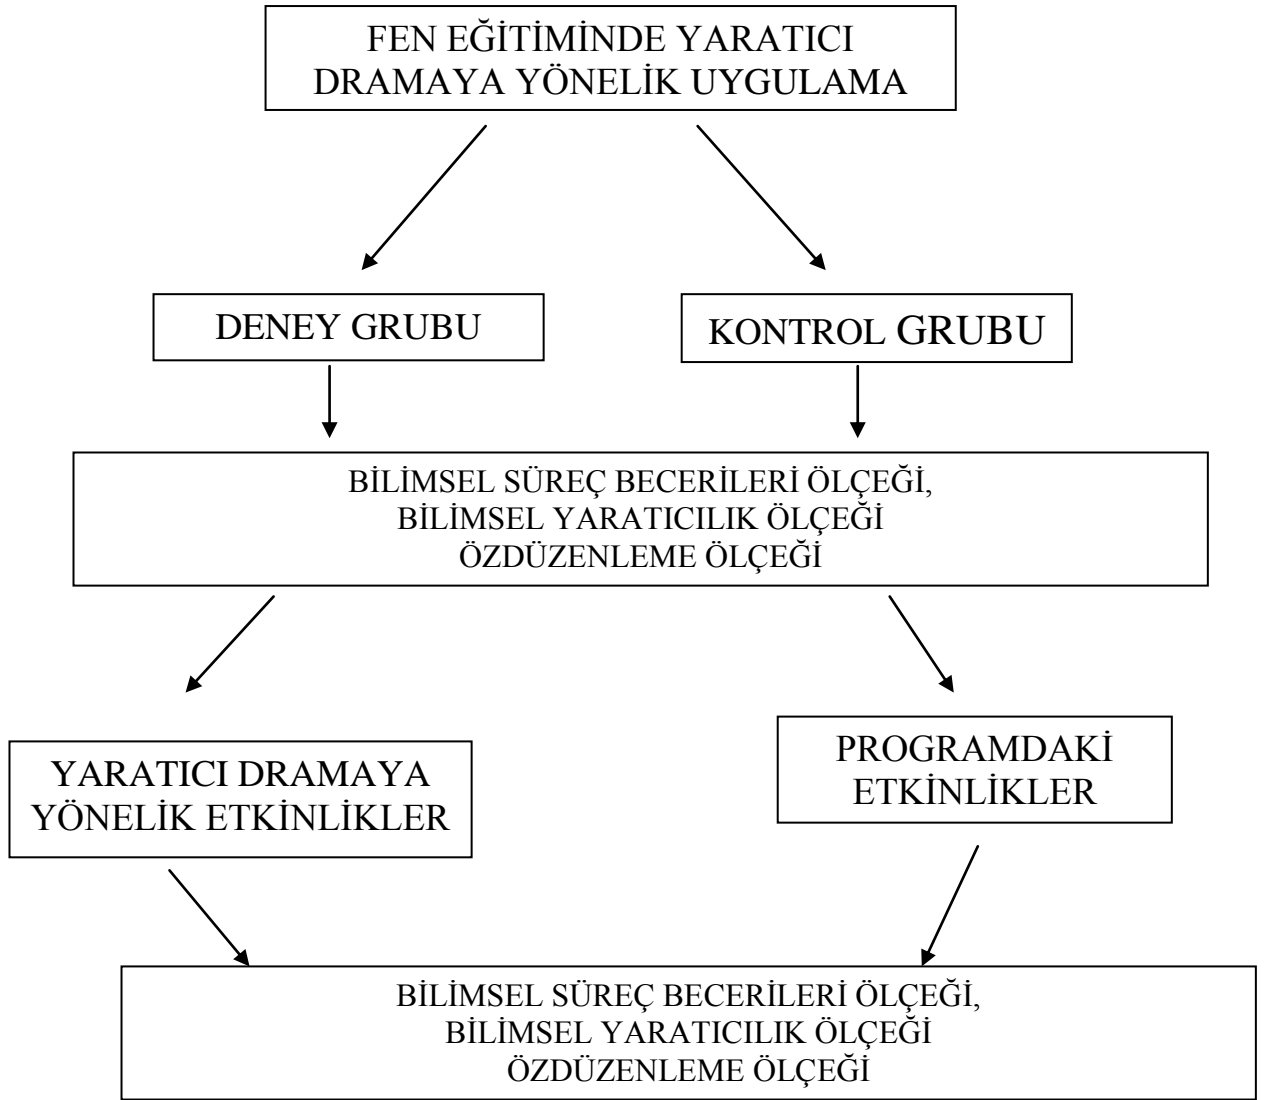 FEN EĞİTİMİNDE YARATICI
DRAMAYA YÖNELİK UYGULAMA
DENEY GRUBU
KONTROL GRUBU
BİLİMSEL SÜREÇ BECERİLERİ ÖLÇEĞİ,
BİLİMSEL YARATICILIK ÖLÇEĞİ
ÖZDÜZENLEME ÖLÇEĞİ
YARATICI DRAMAYA
YÖNELİK ETKİNLİKLER
PROGRAMDAKİ
ETKİNLİKLER
BİLİMSEL SÜREÇ BECERİLERİ ÖLÇEĞİ,
BİLİMSEL YARATICILIK ÖLÇEĞİ
ÖZDÜZENLEME ÖLÇEĞİ